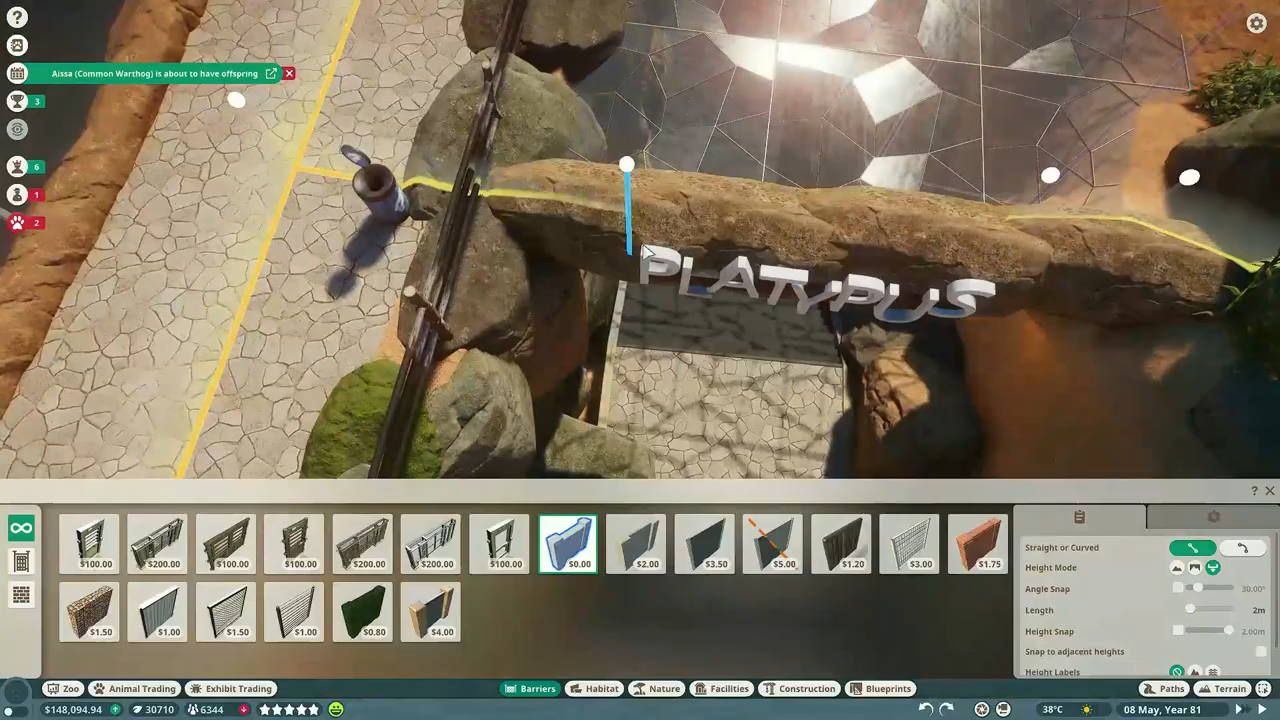 ?
Aissa (Common Warthog) is about to have offspring
3
6
1
2
PLATYPUS
? ×
$100.00 $200.00 $100.00 $100.00 $200.00 $200.00 $100.00 $0.00 $2.00 $3.50 $5.00 $1.20 $3.00 $1.75
$1.50 $1.00 $1.50 $1.00 $0.80 $4.00
Straight or Curved
Height Mode
Angle Snap 30.00°
Length 2m
Height Snap 2.00m
Snap to adjacent heights
Height Labels
Zoo Animal Trading Exhibit Trading Barriers Habitat Nature Facilities Construction Blueprints Paths Terrain
$148,094.94 30710 6344 38°C 08 May, Year 81